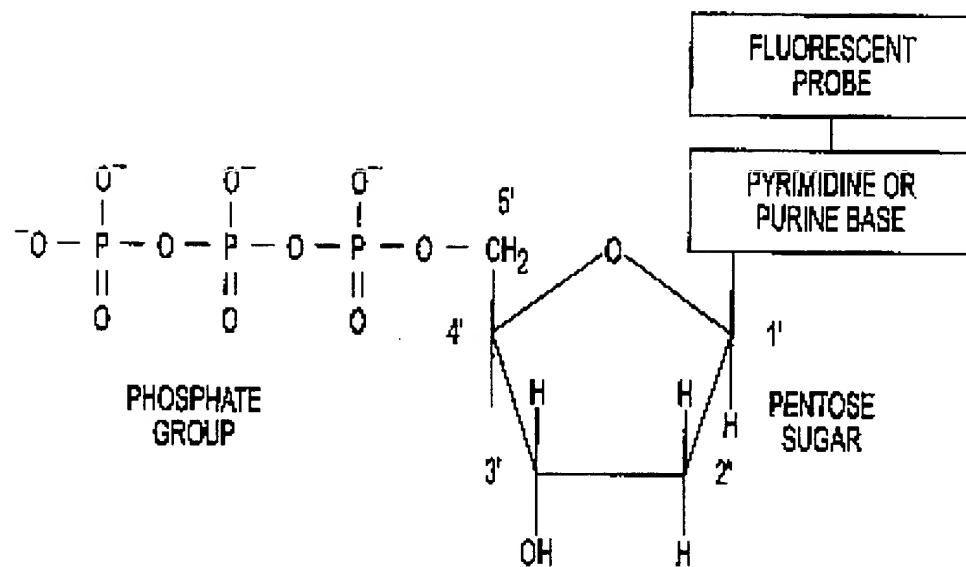 FLUORESCENT
PROBE
PYRIMIDINE OR
PURINE BASE
O⁻ O⁻ O⁻
⁻O — P — O — P — O — P — O — CH₂
5'
O
O O O
4'
1'
H H
H
PHOSPHATE
GROUP
PENTOSE
SUGAR
3'
2'
OH H